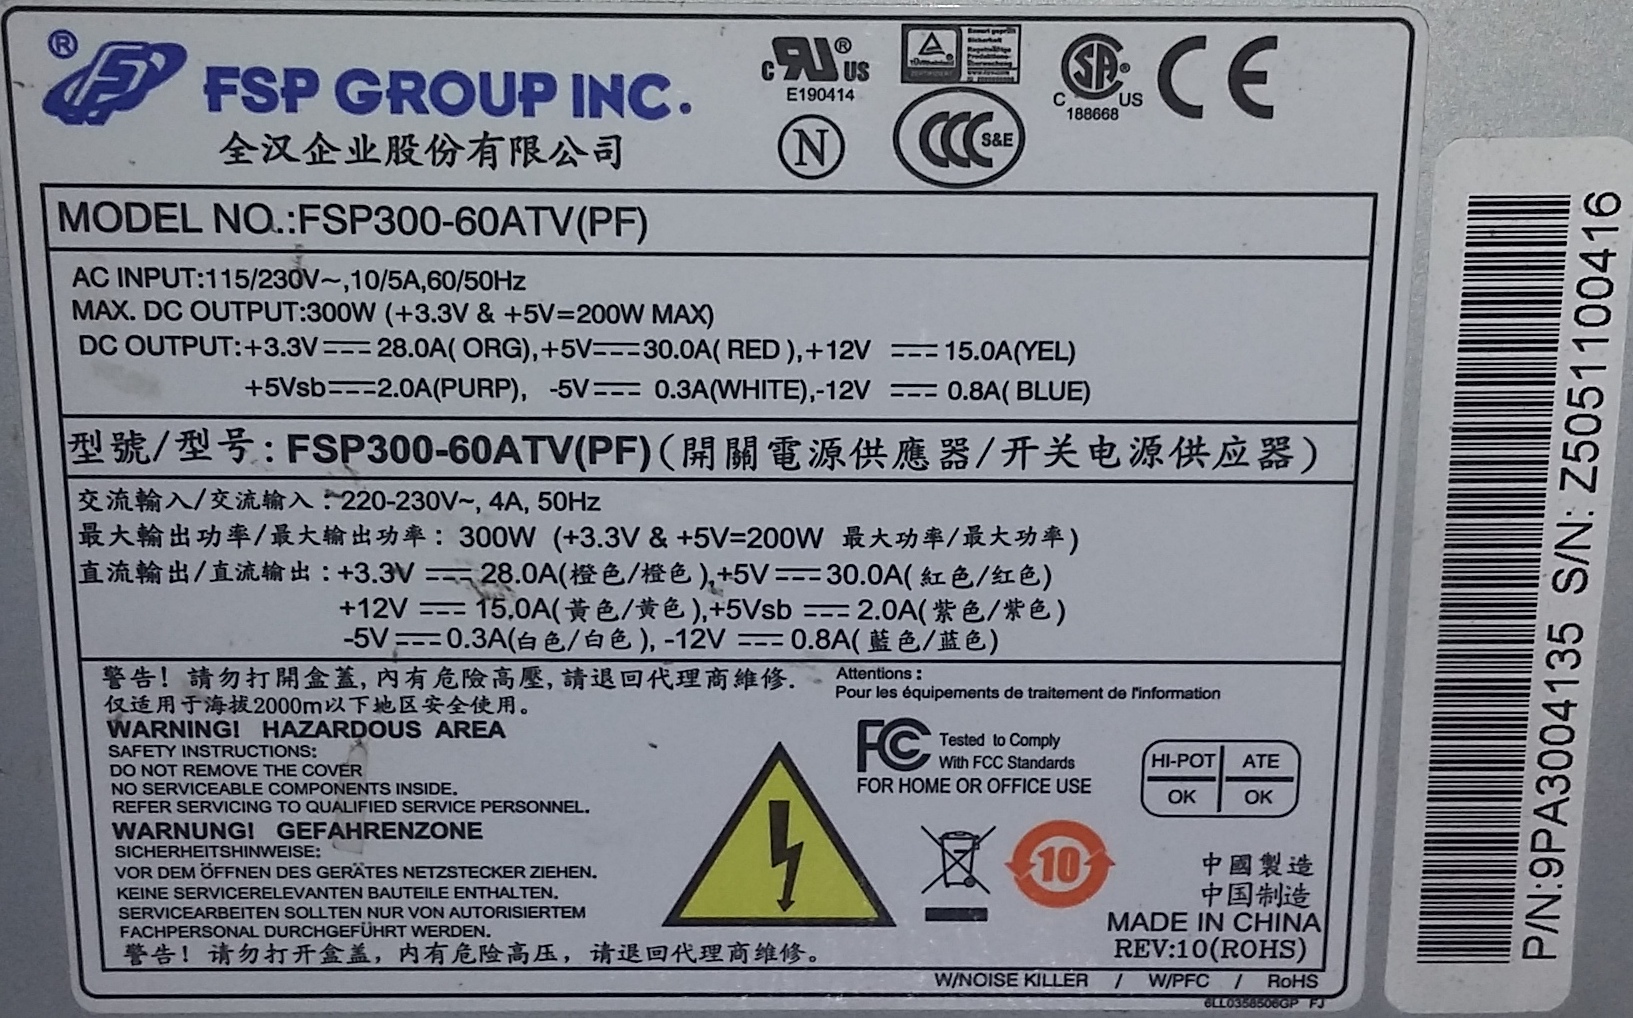 ® FSP GROUP INC.
全汉企业股份有限公司
C RU® US
E190414
N
CCC S&E
SA®
C US
188668
CE
MODEL NO.:FSP300-60ATV(PF)
AC INPUT:115/230V~,10/5A,60/50Hz
MAX. DC OUTPUT:300W (+3.3V & +5V=200W MAX)
DC OUTPUT:+3.3V⎓28.0A( ORG),+5V⎓30.0A( RED ),+12V ⎓15.0A(YEL)
+5Vsb⎓2.0A(PURP), -5V⎓ 0.3A(WHITE),-12V ⎓ 0.8A( BLUE)
型號/型号: FSP300-60ATV(PF)(開關電源供應器/开关电源供应器)
交流輸入/交流输入:220-230V~, 4A, 50Hz
最大輸出功率/最大输出功率: 300W (+3.3V & +5V=200W 最大功率/最大功率)
直流輸出/直流输出:+3.3V ⎓28.0A(橙色/橙色),+5V⎓30.0A( 紅色/红色)
+12V ⎓ 15.0A(黃色/黄色),+5Vsb ⎓ 2.0A(紫色/紫色)
-5V⎓0.3A(白色/白色), -12V ⎓ 0.8A( 藍色/蓝色)
警告! 請勿打開盒蓋,內有危險高壓,請退回代理商維修.
仅适用于海拔2000m以下地区安全使用。
WARNING! HAZARDOUS AREA
SAFETY INSTRUCTIONS:
DO NOT REMOVE THE COVER
NO SERVICEABLE COMPONENTS INSIDE.
REFER SERVICING TO QUALIFIED SERVICE PERSONNEL.
WARNUNG! GEFAHRENZONE
SICHERHEITSHINWEISE:
VOR DEM ÖFFNEN DES GERÄTES NETZSTECKER ZIEHEN.
KEINE SERVICERELEVANTEN BAUTEILE ENTHALTEN.
SERVICEARBEITEN SOLLTEN NUR VON AUTORISIERTEM
FACHPERSONAL DURCHGEFÜHRT WERDEN.
警告! 请勿打开盒盖, 内有危险高压, 请退回代理商维修。
Attentions :
Pour les équipements de traitement de l'information
FC Tested to Comply
With FCC Standards
FOR HOME OR OFFICE USE
HI-POT ATE
OK OK
10
中國製造
中国制造
MADE IN CHINA
REV:10(ROHS)
W/NOISE KILLER / W/PFC / RoHS
6LL0358506GP FJ
P/N:9PA3004135 S/N: Z5051100416